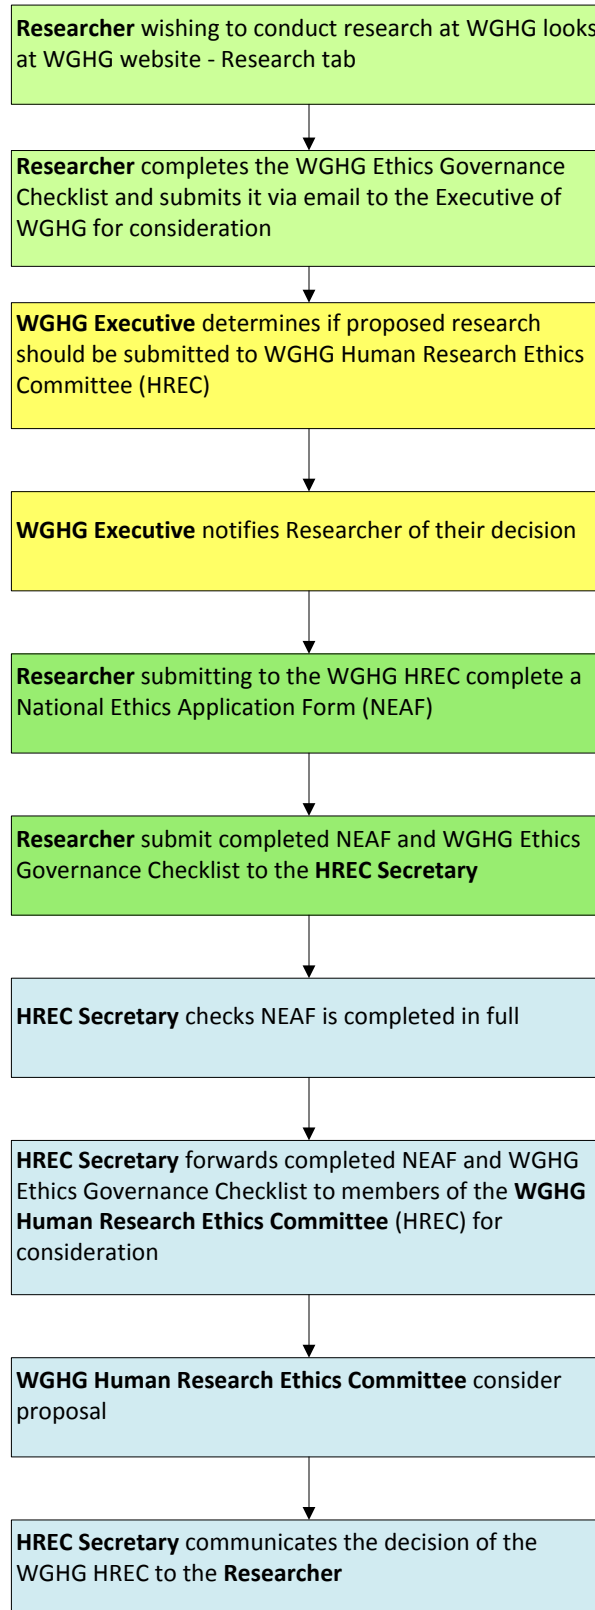 Researcher wishing to conduct research at WGHG looks
at WGHG website - Research tab
Researcher completes the WGHG Ethics Governance
Checklist and submits it via email to the Executive of
WGHG for consideration
WGHG Executive determines if proposed research
should be submitted to WGHG Human Research Ethics
Committee (HREC)
WGHG Executive notifies Researcher of their decision
Researcher submitting to the WGHG HREC complete a
National Ethics Application Form (NEAF)
Researcher submit completed NEAF and WGHG Ethics
Governance Checklist to the HREC Secretary
HREC Secretary checks NEAF is completed in full
HREC Secretary forwards completed NEAF and WGHG
Ethics Governance Checklist to members of the WGHG
Human Research Ethics Committee (HREC) for
consideration
WGHG Human Research Ethics Committee consider
proposal
HREC Secretary communicates the decision of the
WGHG HREC to the Researcher